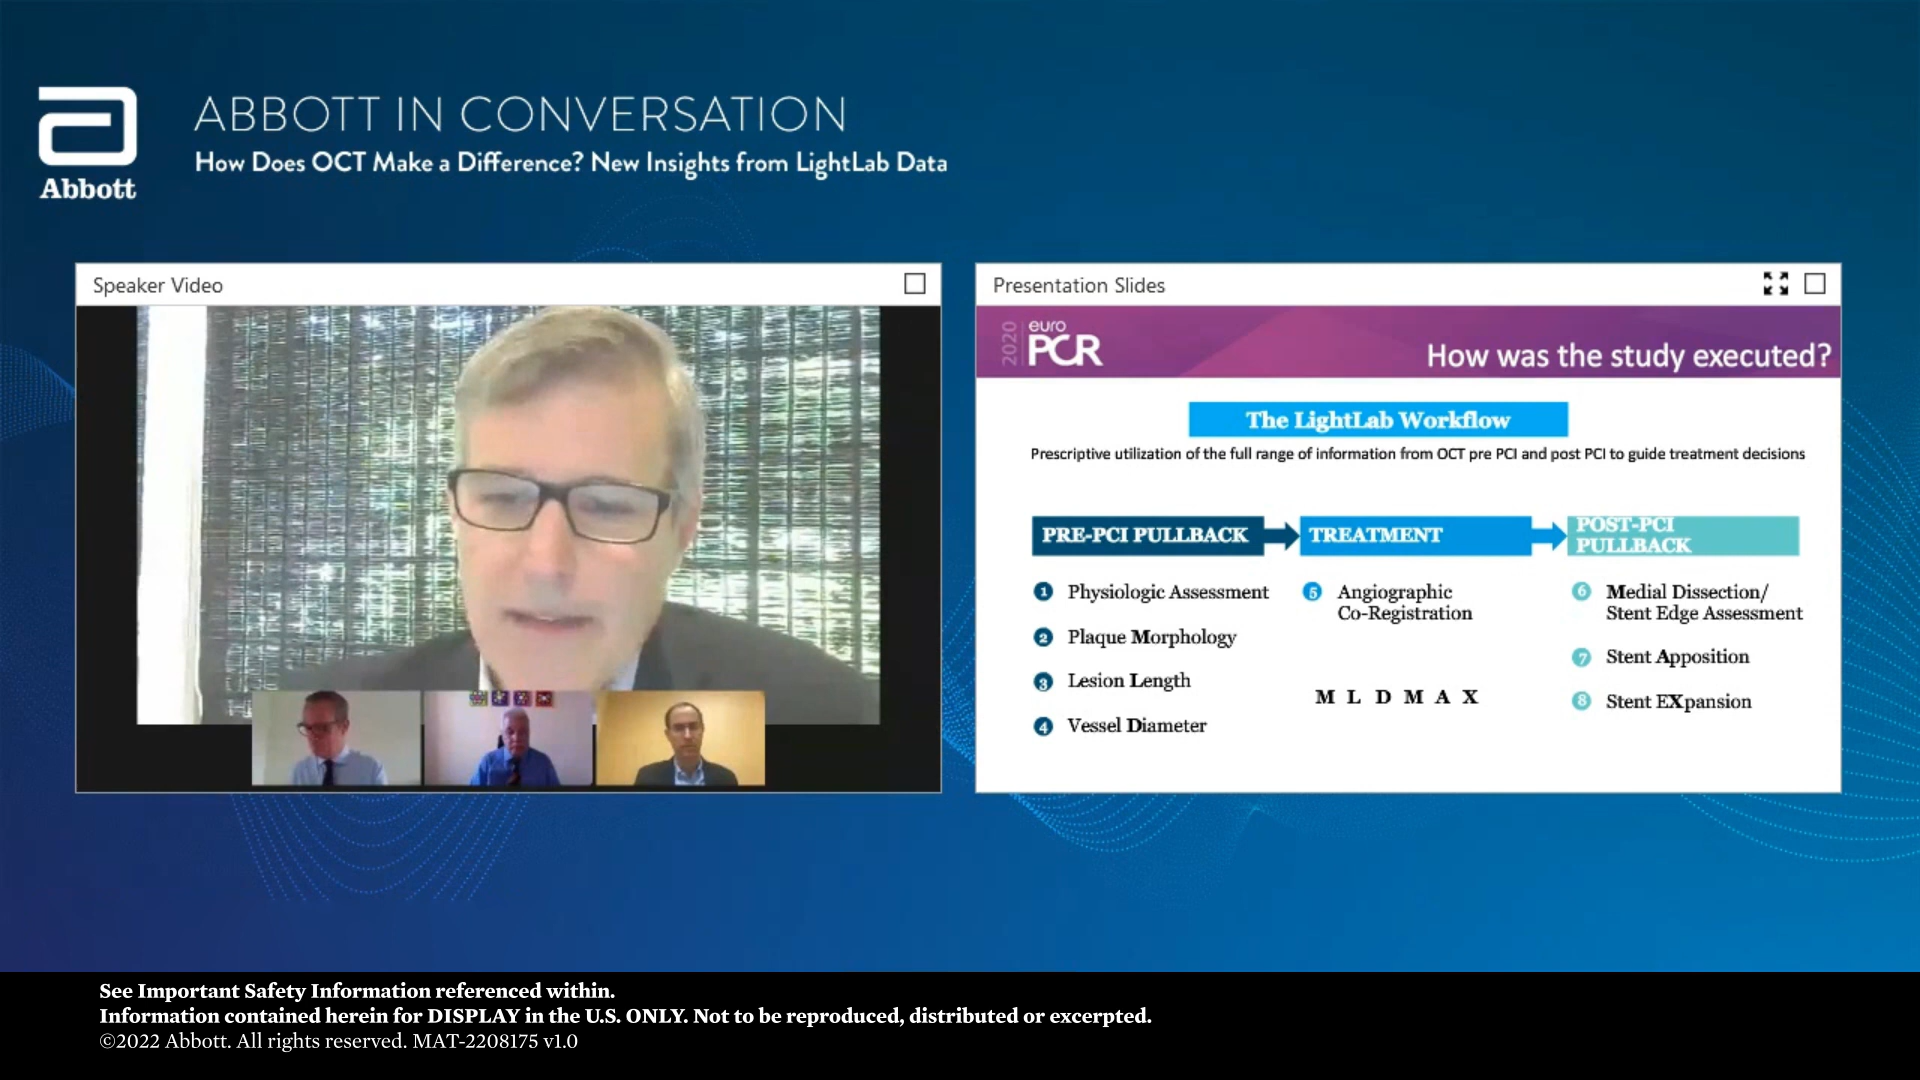 Abbott
ABBOTT IN CONVERSATION
How Does OCT Make a Difference? New Insights from LightLab Data
Speaker Video
Presentation Slides
2020 euro PCR
How was the study executed?
The LightLab Workflow
Prescriptive utilization of the full range of information from OCT pre PCI and post PCI to guide treatment decisions
PRE-PCI PULLBACK
1 Physiologic Assessment
2 Plaque Morphology
3 Lesion Length
4 Vessel Diameter
TREATMENT
5 Angiographic
Co-Registration
M L D M A X
POST-PCI
PULLBACK
6 Medial Dissection/
Stent Edge Assessment
7 Stent Apposition
8 Stent EXpansion
See Important Safety Information referenced within.
Information contained herein for DISPLAY in the U.S. ONLY. Not to be reproduced, distributed or excerpted.
©2022 Abbott. All rights reserved. MAT-2208175 v1.0